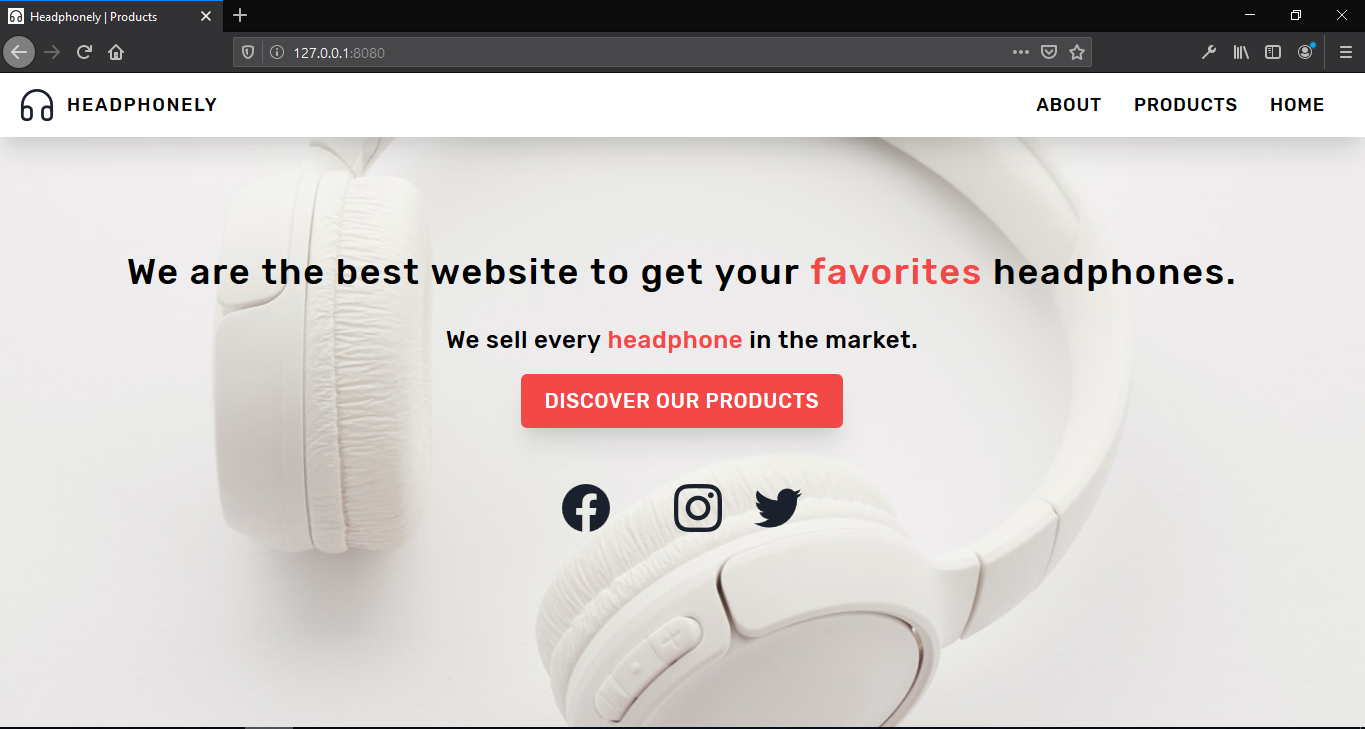 Headphonely | Products
127.0.0.1:8080
HEADPHONELY
ABOUT PRODUCTS HOME
We are the best website to get your favorites headphones.
We sell every headphone in the market.
DISCOVER OUR PRODUCTS